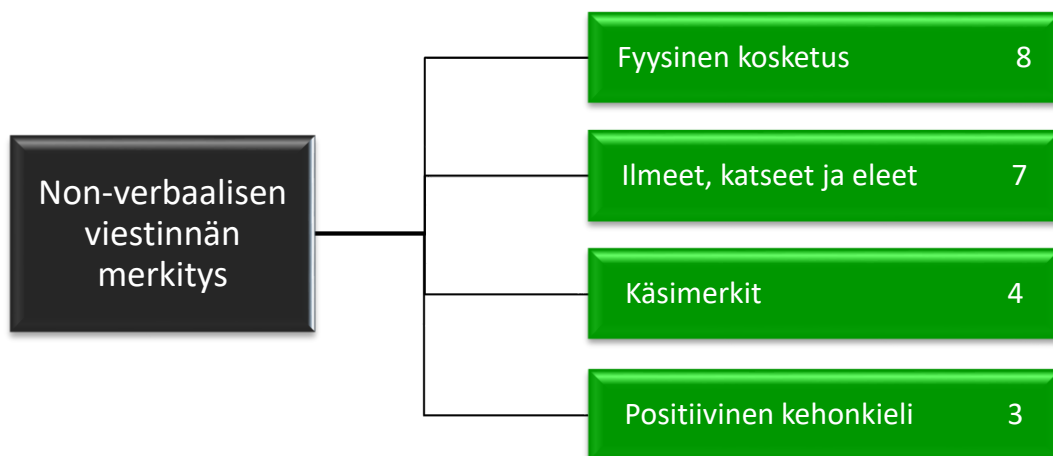 Non-verbaalisen
viestinnän
merkitys
Fyysinen kosketus 8
Ilmeet, katseet ja eleet 7
Käsimerkit 4
Positiivinen kehonkieli 3